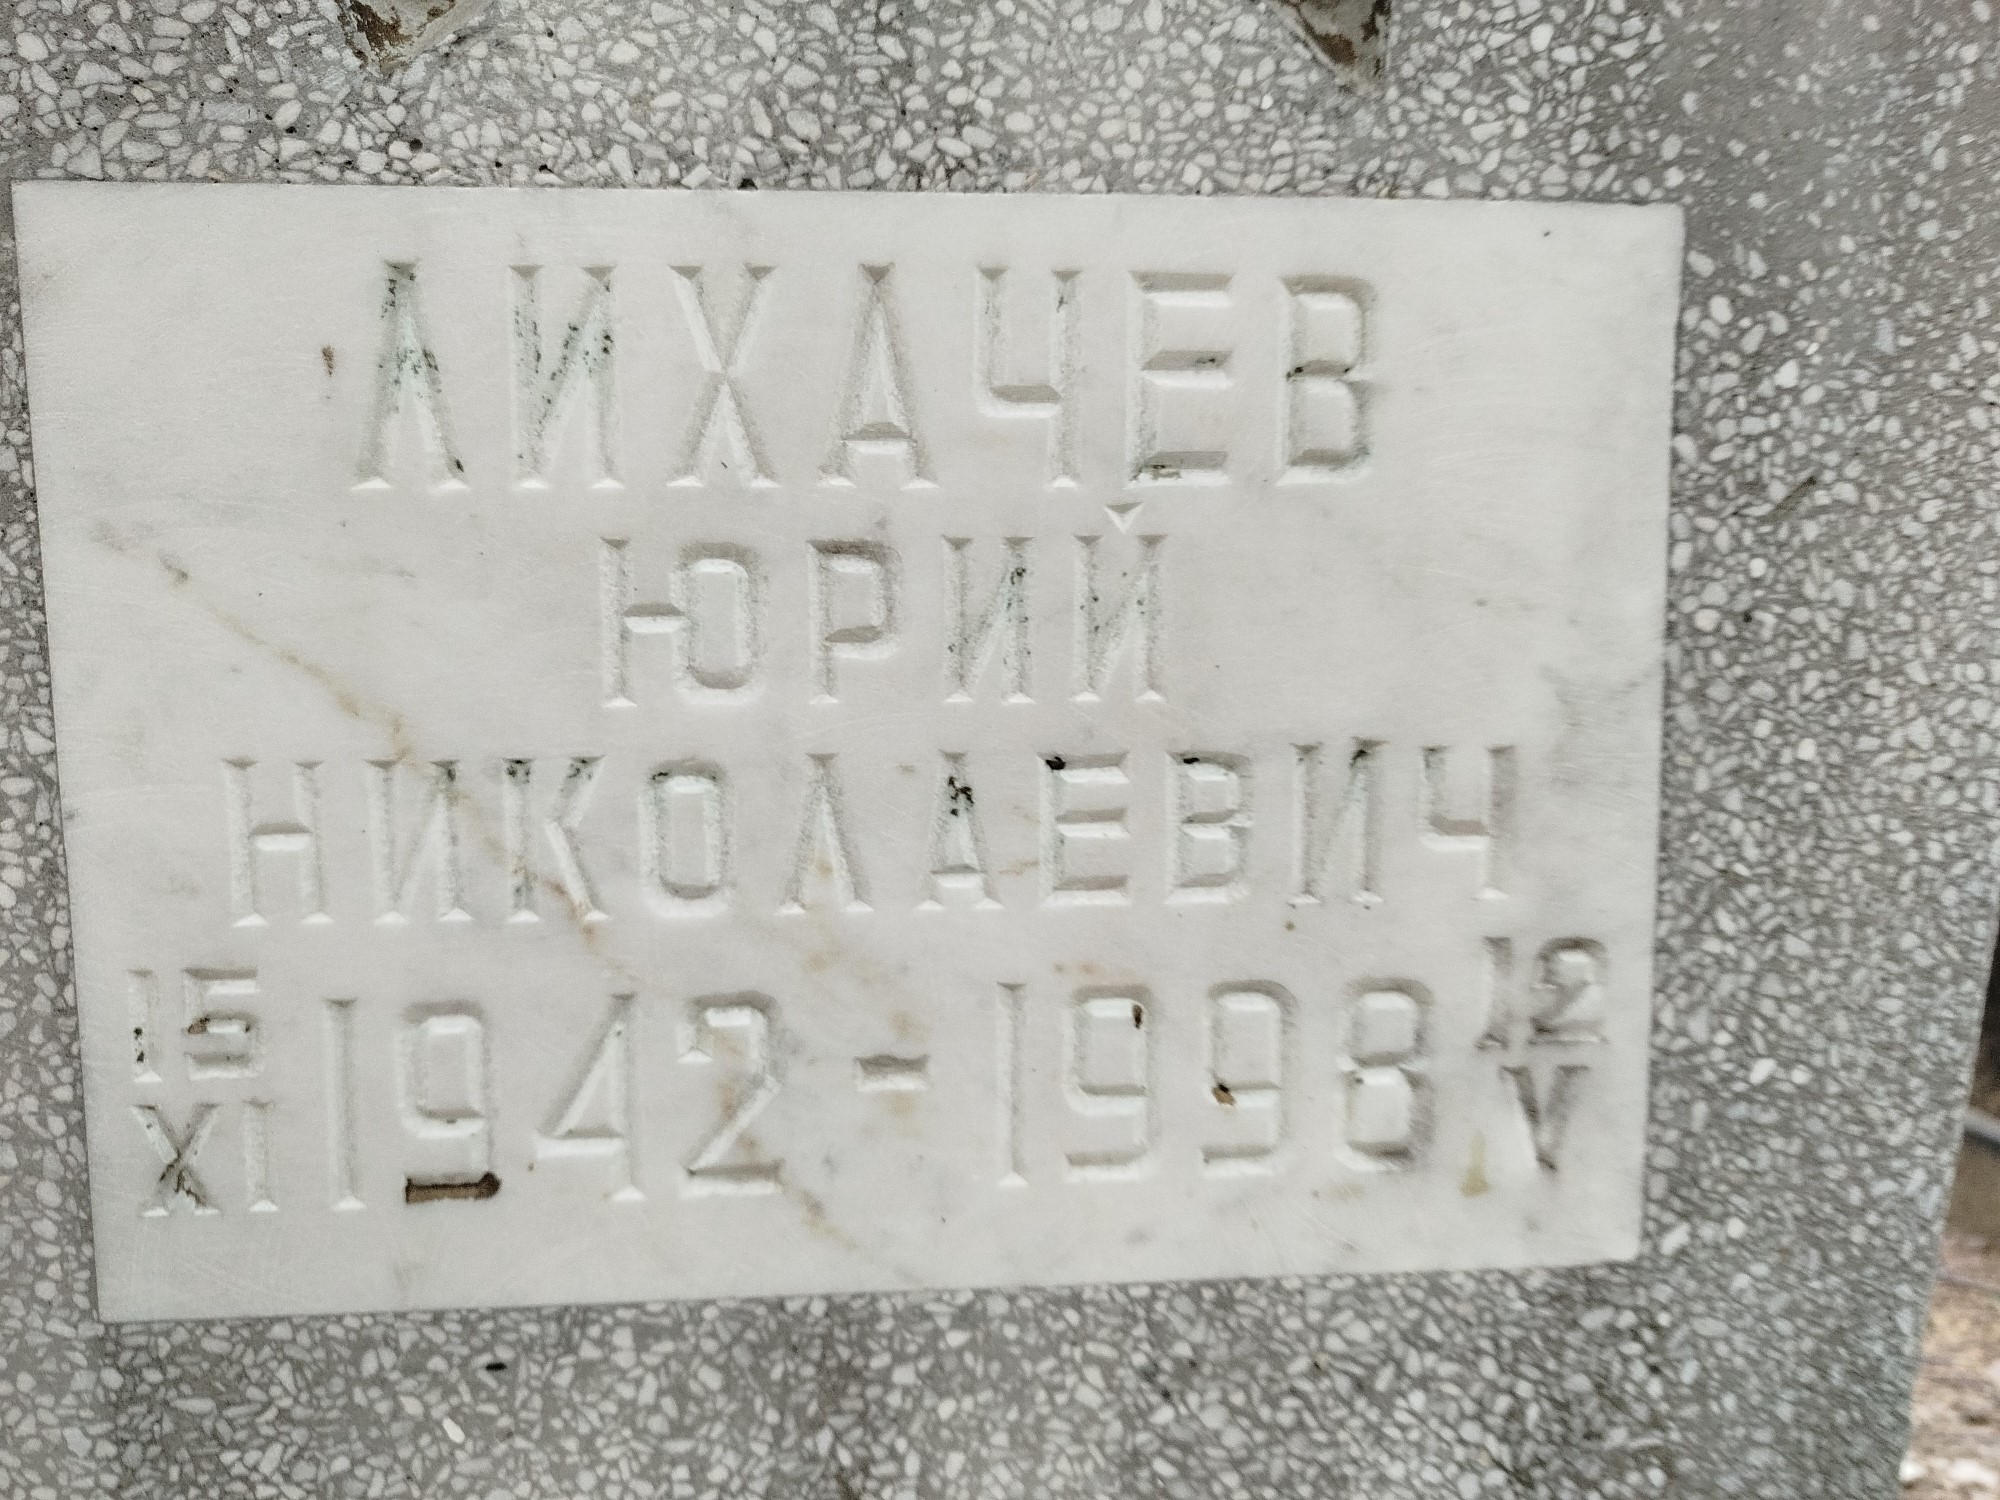 ЛИХАЧЕВ
ЮРИЙ
НИКОЛАЕВИЧ
15 XI 1942-1998 12 V